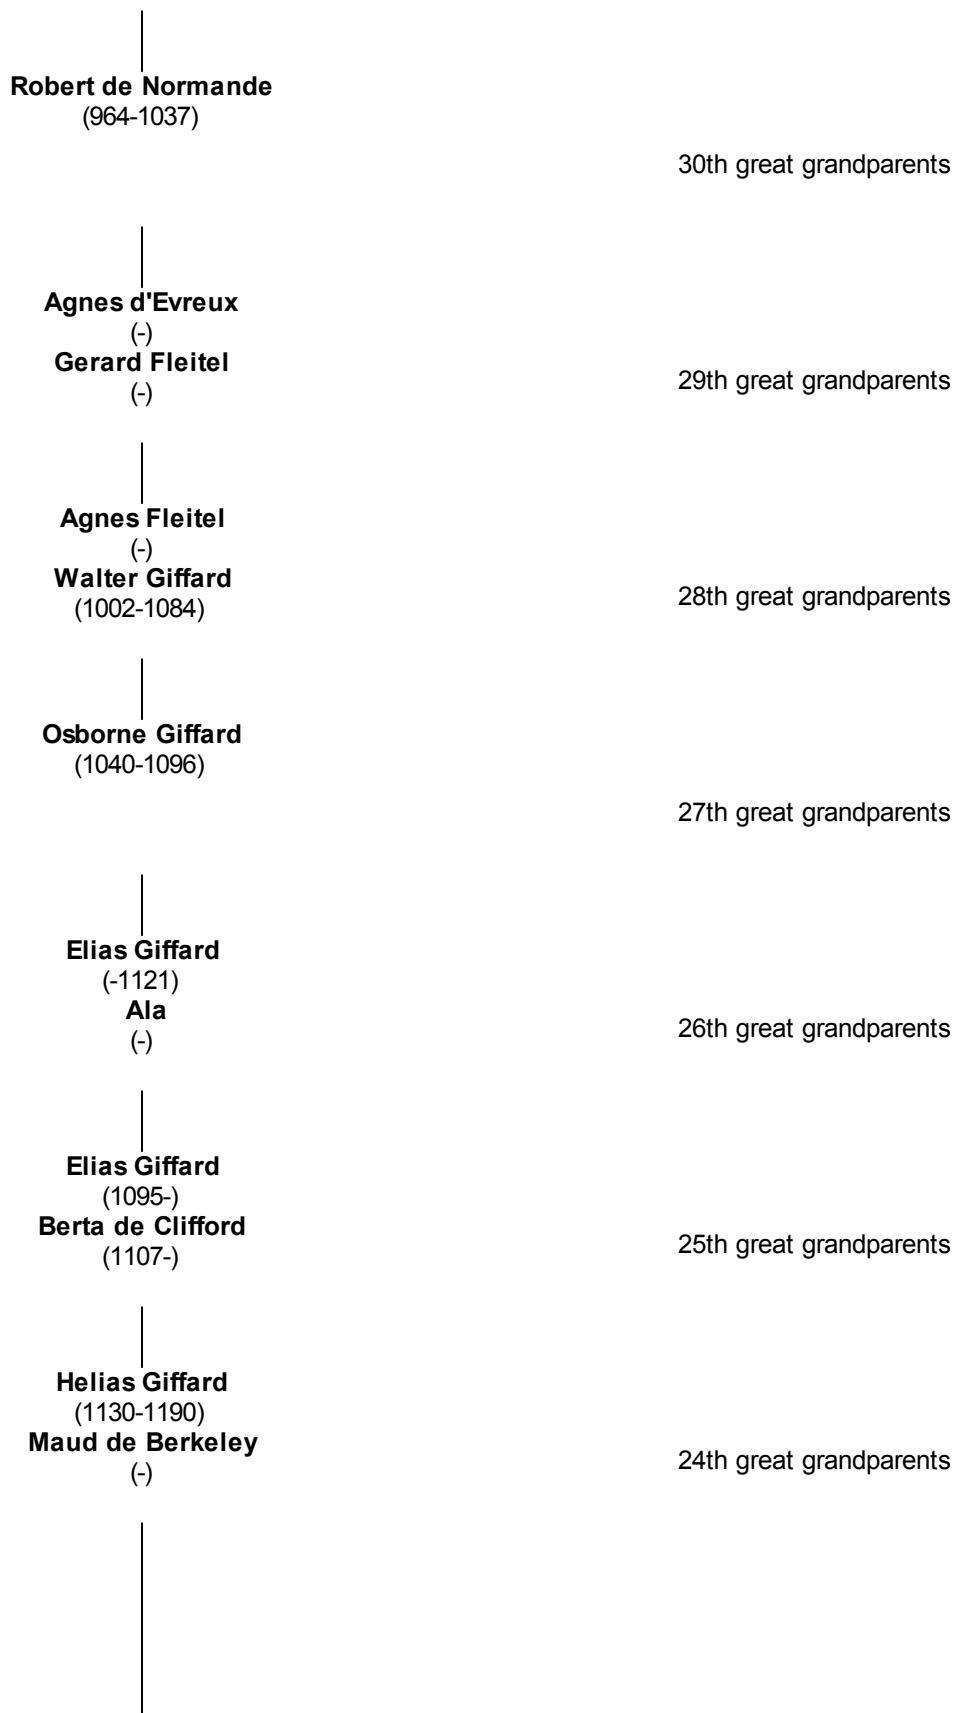 Robert de Normande
(964-1037)
30th great grandparents
Agnes d'Evreux
(-)
Gerard Fleitel
(-)
29th great grandparents
Agnes Fleitel
(-)
Walter Giffard
(1002-1084)
28th great grandparents
Osborne Giffard
(1040-1096)
27th great grandparents
Elias Giffard
(-1121)
Ala
(-)
26th great grandparents
Elias Giffard
(1095-)
Berta de Clifford
(1107-)
25th great grandparents
Helias Giffard
(1130-1190)
Maud de Berkeley
(-)
24th great grandparents